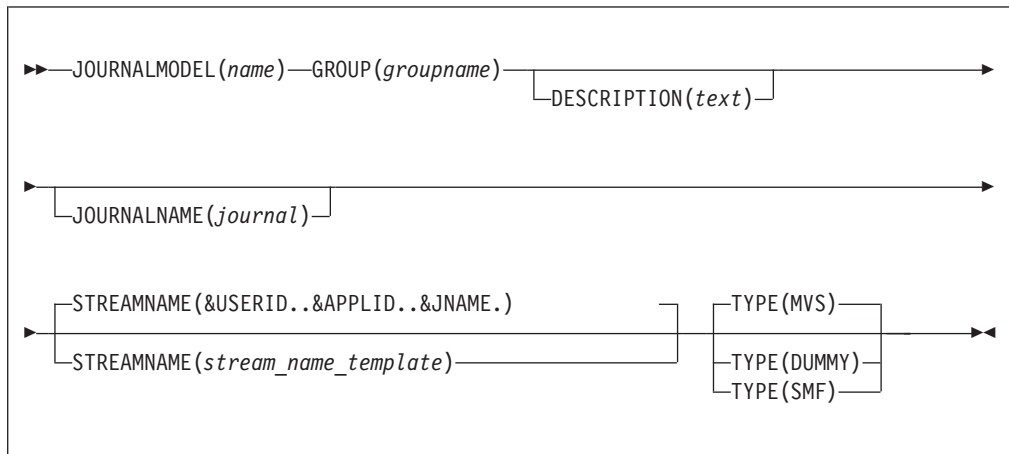 JOURNALMODEL(name) GROUP(groupname)
DESCRIPTION(text)
JOURNALNAME(journal)
STREAMNAME(&USERID..&APPLID..&JNAME.) TYPE(MVS)
STREAMNAME(stream_name_template) TYPE(DUMMY)
TYPE(SMF)